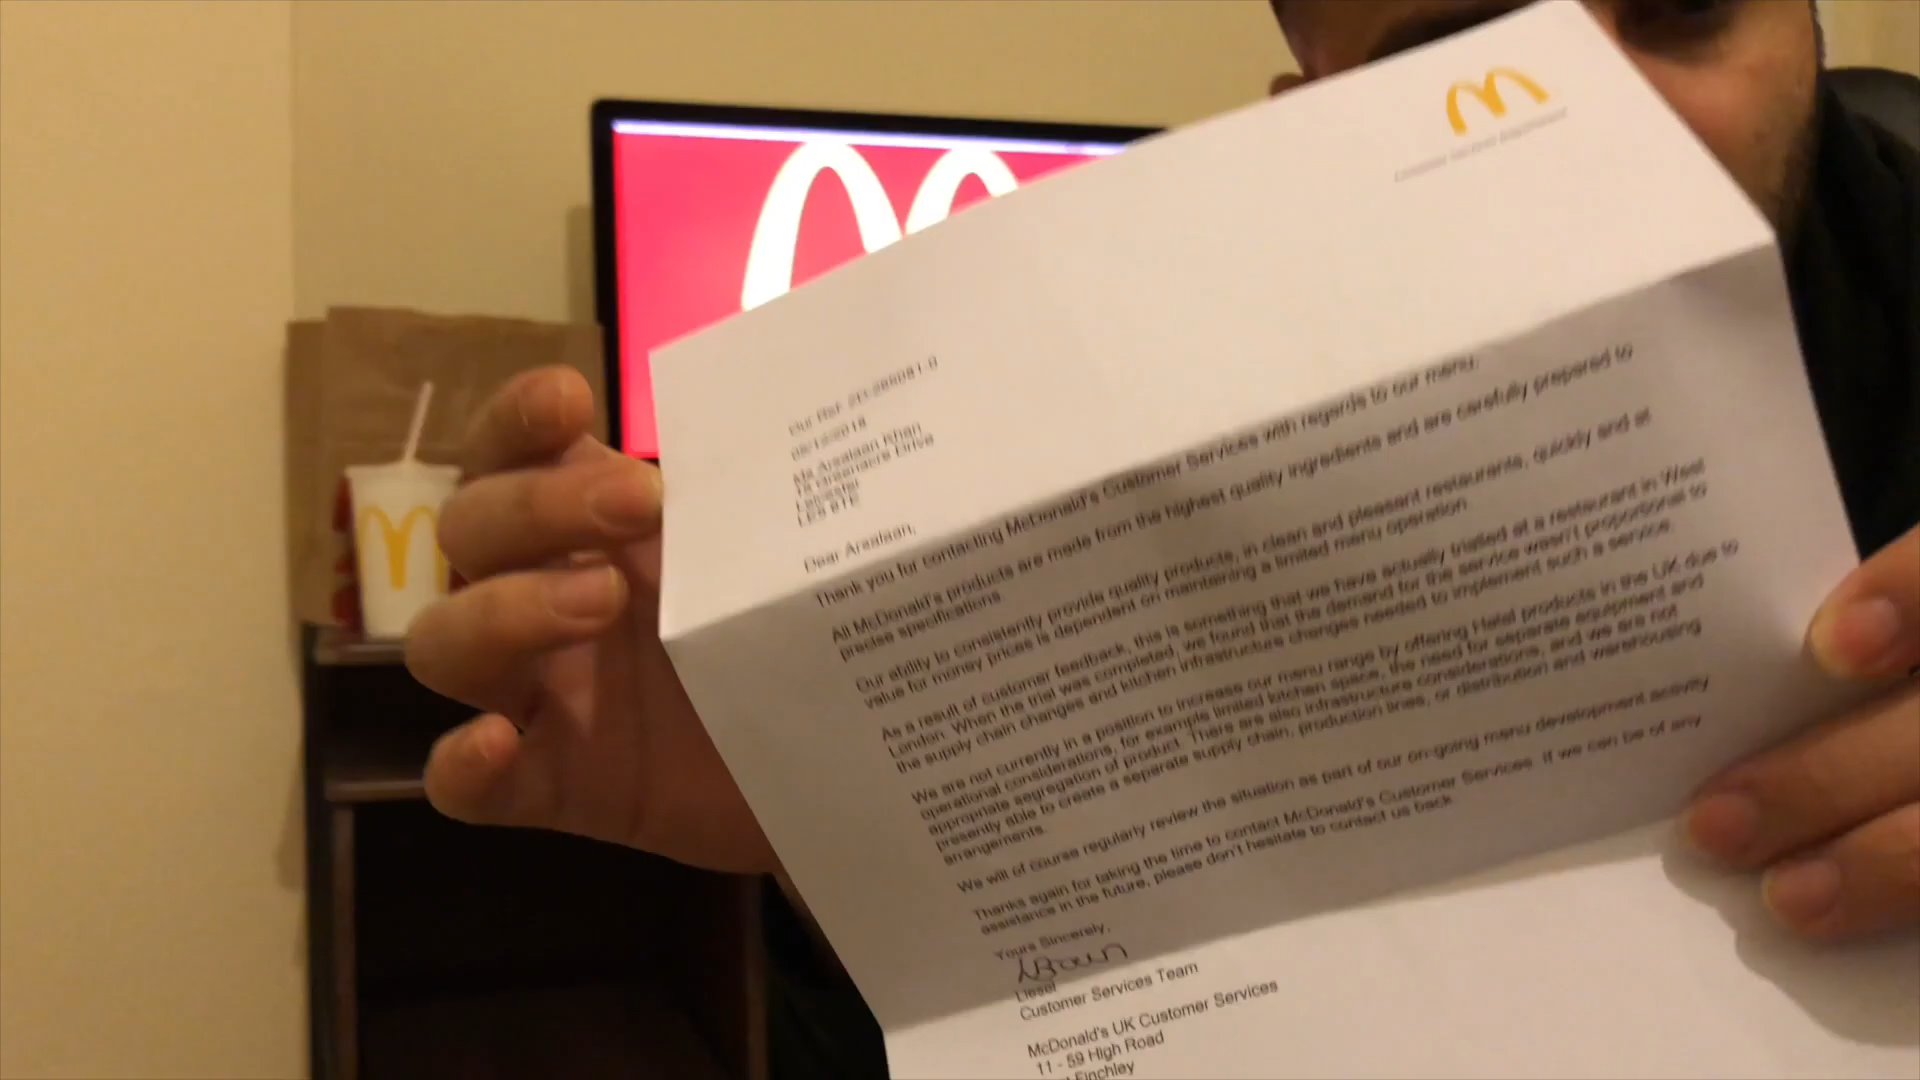 Our Ref:
Ms Arsalaan Khan
Greenacre Drive
Leicester
LE5
Dear Arsalaan,
Thank you for contacting McDonald's Customer Services with regards to our menu.
All McDonald's products are made from the highest quality ingredients and are carefully prepared to
precise specifications.
Our ability to consistently provide quality products, in clean and pleasant restaurants, quickly and at
value for money prices is dependent on maintaining a limited menu operation
As a result of customer feedback, this is something that we have actually trialled at a restaurant in West
London. When the trial was completed, we found that the demand for the service wasn't proportional to
the supply chain changes and kitchen infrastructure changes needed to implement such a service.
We are not currently in a position to increase our menu range by offering Halal products in the UK due to
operational considerations, for example limited kitchen space, the need for separate equipment and
appropriate segregation of product. There are also infrastructure considerations, and we are not
presently able to create a separate supply chain, production lines, or distribution and warehousing
arrangements.
We will of course regularly review the situation as part of our on-going menu development activity
Thanks again for taking the time to contact McDonald's Customer Services. If we can be of any
assistance in the future, please don't hesitate to contact us back.
Yours Sincerely,
Liesel
Customer Services Team
McDonald's UK Customer Services
11 - 59 High Road
Finchley